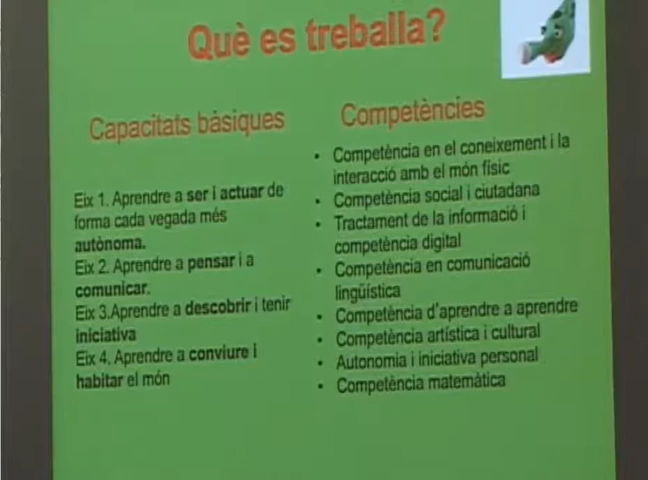 Què es treballa?
Capacitats bàsiques
Eix 1. Aprendre a ser i actuar de
forma cada vegada més
autònoma.
Eix 2. Aprendre a pensar i a
comunicar.
Eix 3.Aprendre a descobrir i tenir
iniciativa
Eix 4. Aprendre a conviure i
habitar el món
Competències
• Competència en el coneixement i la
interacció amb el món físic
• Competència social i ciutadana
• Tractament de la informació i
competència digital
• Competència en comunicació
lingüística
• Competència d'aprendre a aprendre
• Competència artística i cultural
• Autonomia i iniciativa personal
• Competència matemàtica